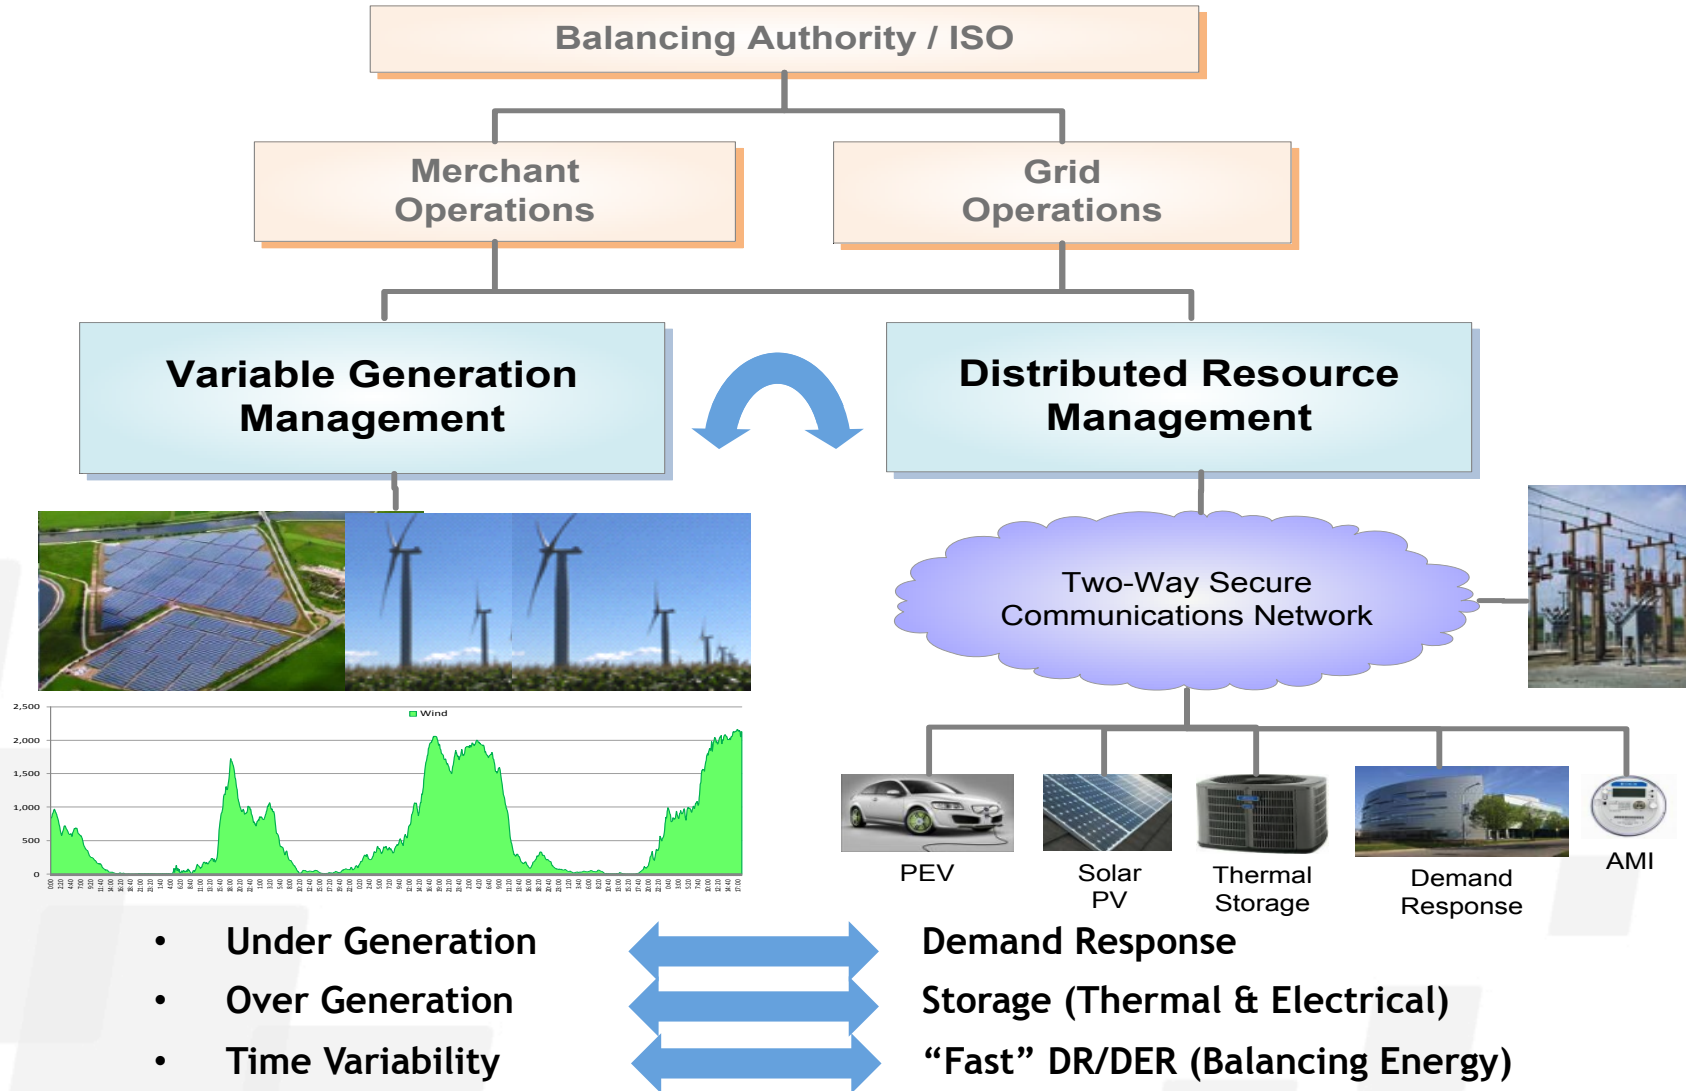 Balancing Authority / ISO
Merchant
Operations
Grid
Operations
Variable Generation
Management
Distributed Resource
Management
Two-Way Secure
Communications Network
Wind
2,500
2,000
1,500
1,000
500
0
PEV
Solar
PV
Thermal
Storage
Demand
Response
AMI
• Under Generation
Demand Response
• Over Generation
Storage (Thermal & Electrical)
• Time Variability
“Fast” DR/DER (Balancing Energy)